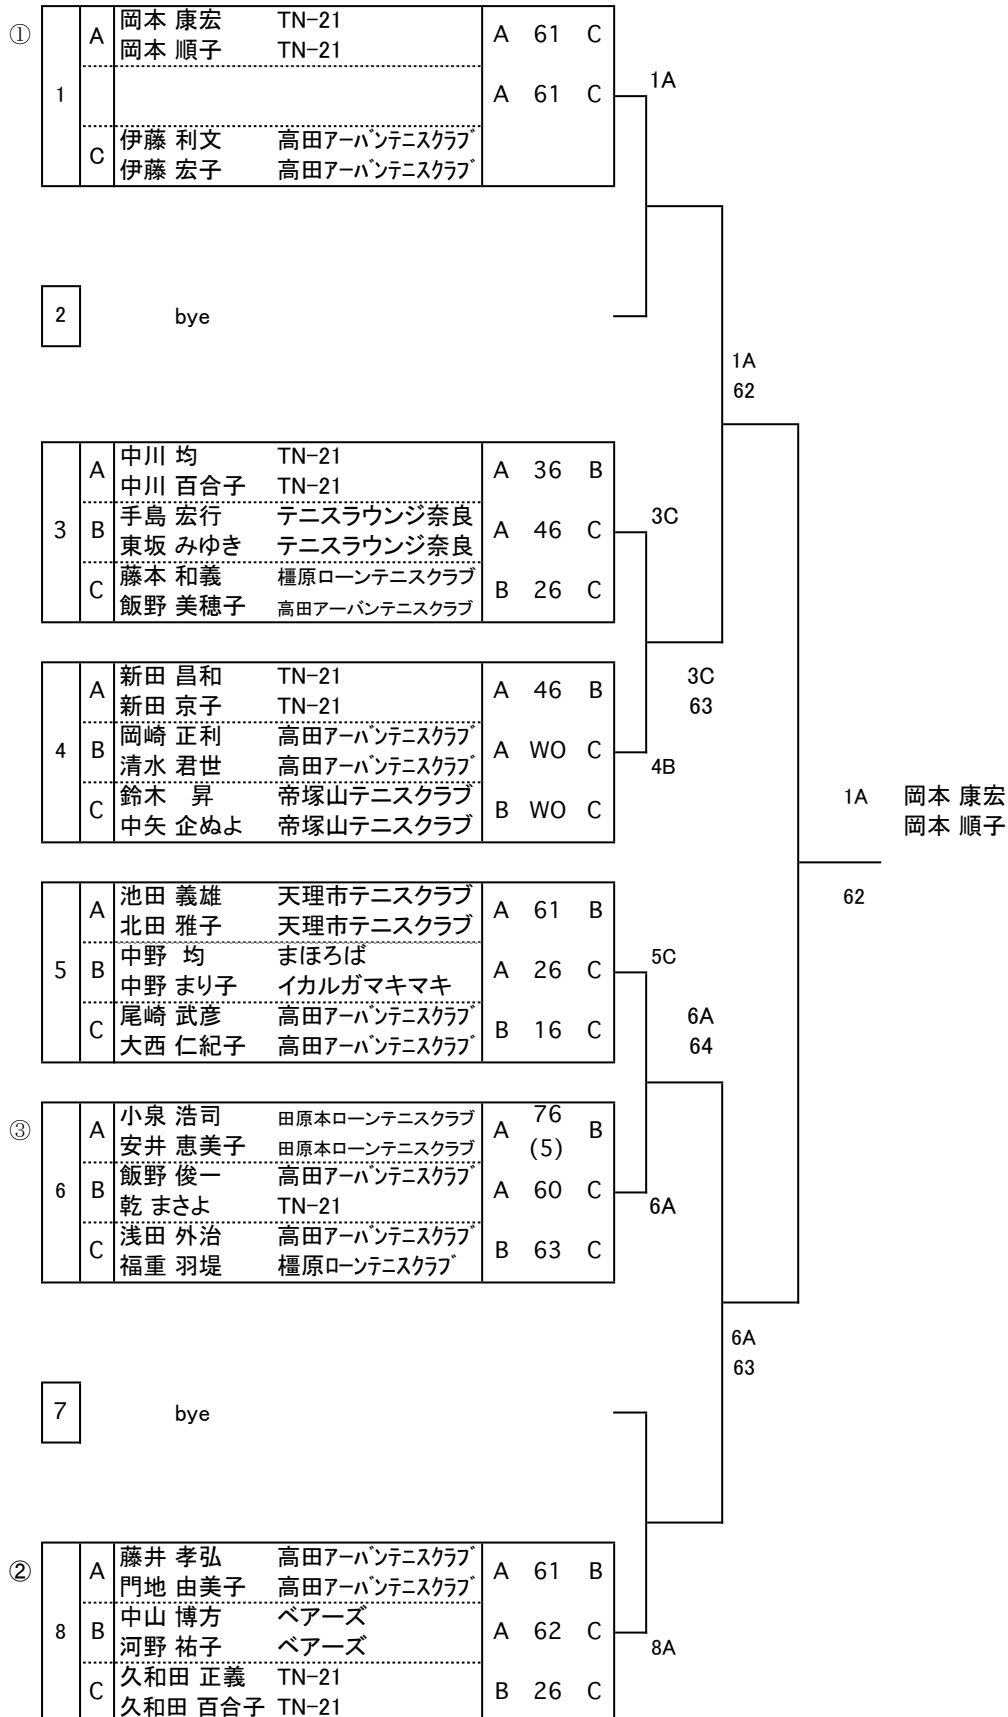 ① 1 A 岡本 康宏 TN-21 A 61 C
岡本 順子 TN-21
A 61 C 1A
C 伊藤 利文 高田アーバンテニスクラブ
伊藤 宏子 高田アーバンテニスクラブ
2 bye
1A
62
3 A 中川 均 TN-21 A 36 B
中川 百合子 TN-21
B 手島 宏行 テニスラウンジ奈良 A 46 C 3C
東坂 みゆき テニスラウンジ奈良
C 藤本 和義 橿原ローンテニスクラブ B 26 C
飯野 美穂子 高田アーバンテニスクラブ
3C
63
4 A 新田 昌和 TN-21 A 46 B
新田 京子 TN-21
B 岡崎 正利 高田アーバンテニスクラブ A WO C 4B
清水 君世 高田アーバンテニスクラブ
C 鈴木 昇 帝塚山テニスクラブ B WO C
中矢 企ぬよ 帝塚山テニスクラブ
1A 岡本 康宏
岡本 順子
62
5 A 池田 義雄 天理市テニスクラブ A 61 B
北田 雅子 天理市テニスクラブ
B 中野 均 まほろば A 26 C 5C
中野 まり子 イカルガマキマキ
C 尾崎 武彦 高田アーバンテニスクラブ B 16 C
大西 仁紀子 高田アーバンテニスクラブ
6A
64
③ 6 A 小泉 浩司 田原本ローンテニスクラブ A 76 B
安井 恵美子 田原本ローンテニスクラブ (5)
B 飯野 俊一 高田アーバンテニスクラブ A 60 C 6A
乾 まさよ TN-21
C 浅田 外治 高田アーバンテニスクラブ B 63 C
福重 羽堤 橿原ローンテニスクラブ
6A
63
7 bye
② 8 A 藤井 孝弘 高田アーバンテニスクラブ A 61 B
門地 由美子 高田アーバンテニスクラブ
B 中山 博方 ベアーズ A 62 C 8A
河野 祐子 ベアーズ
C 久和田 正義 TN-21 B 26 C
久和田 百合子 TN-21